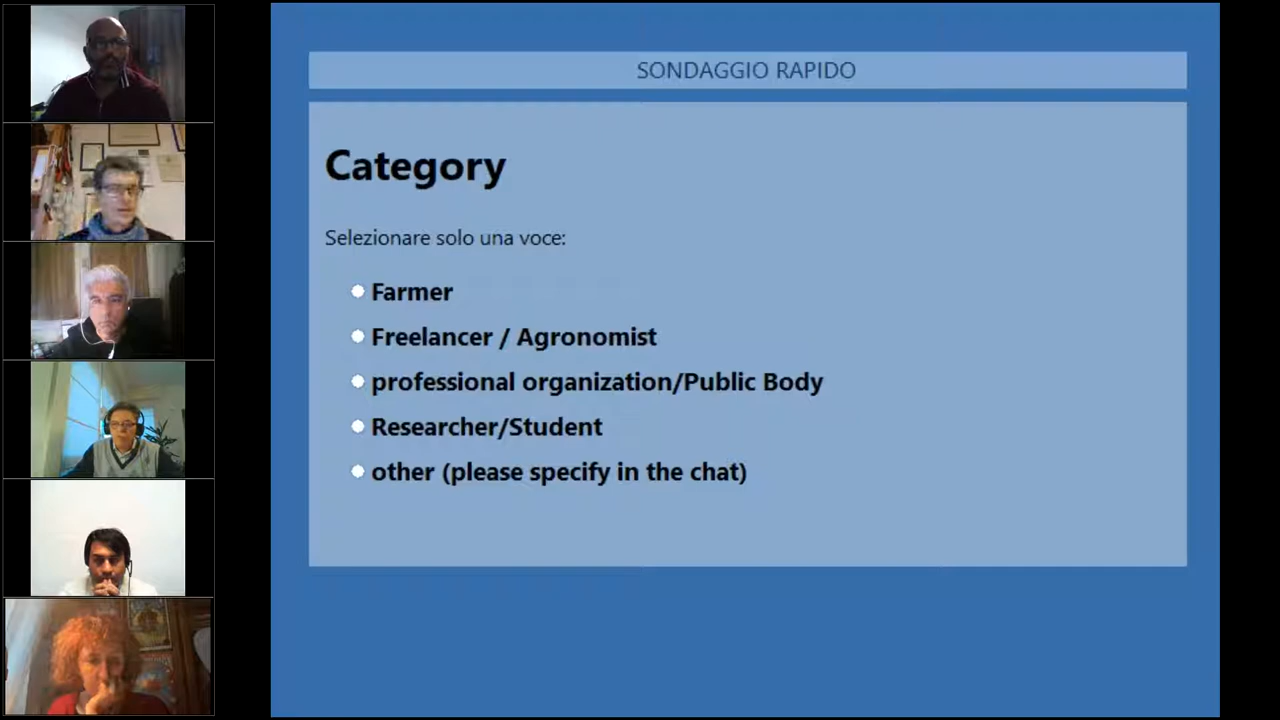 SONDAGGIO RAPIDO
Category
Selezionare solo una voce:
Farmer
Freelancer / Agronomist
professional organization/Public Body
Researcher/Student
other (please specify in the chat)